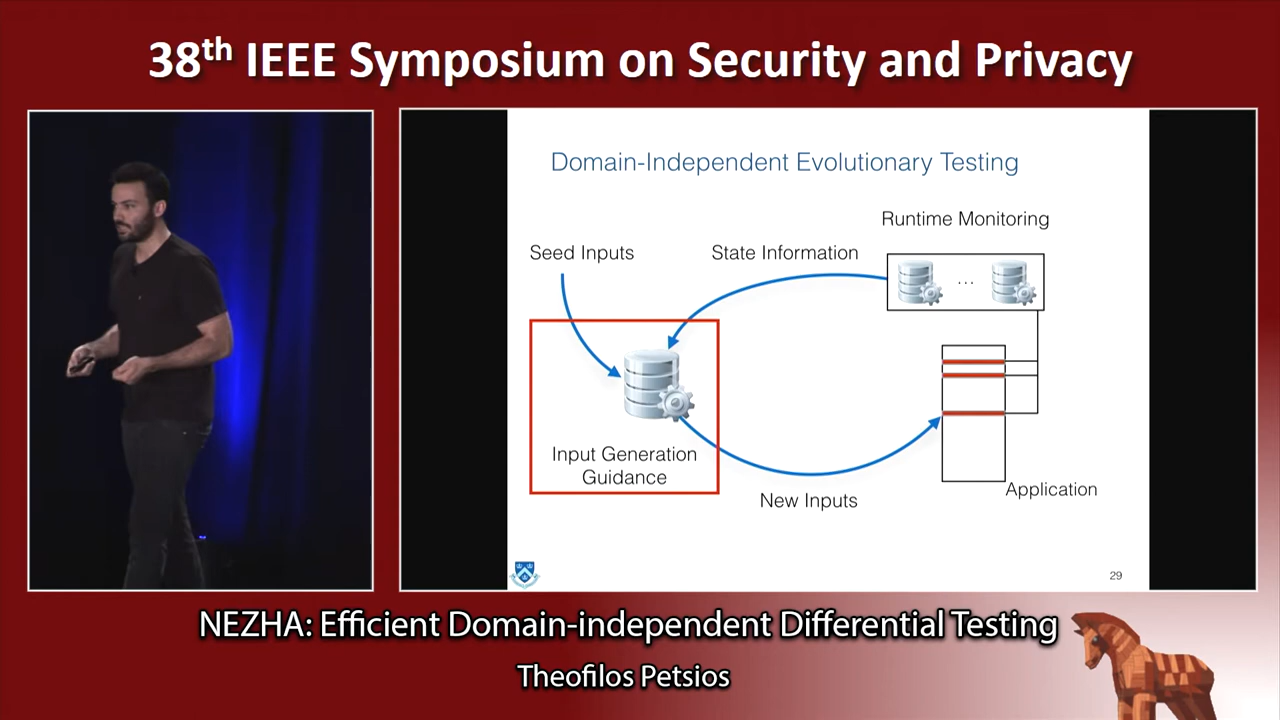 38th IEEE Symposium on Security and Privacy
Domain-Independent Evolutionary Testing
Runtime Monitoring
Seed Inputs
State Information
...
Input Generation
Guidance
New Inputs
Application
29
NEZHA: Efficient Domain-independent Differential Testing
Theofilos Petsios